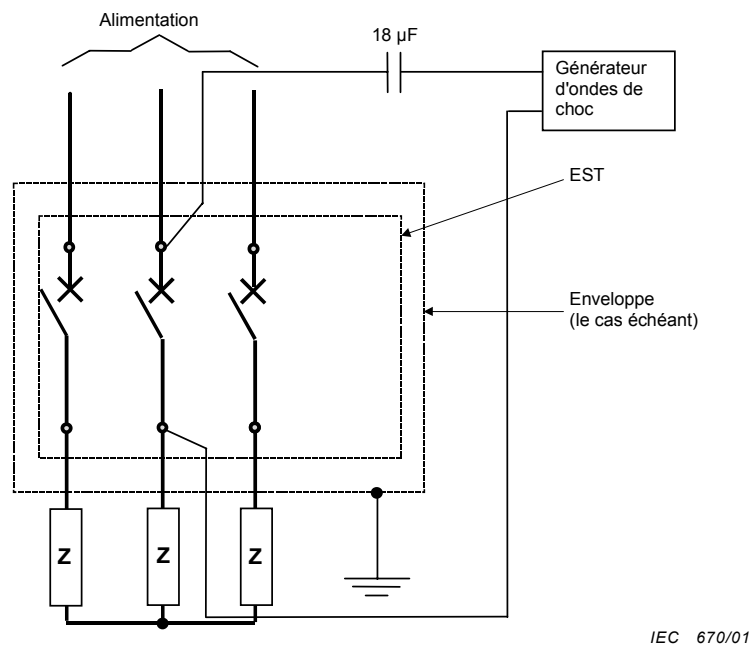 Alimentation
18 µF
Générateur
d'ondes de
choc
EST
Enveloppe
(le cas échéant)
Z Z Z
IEC 670/01